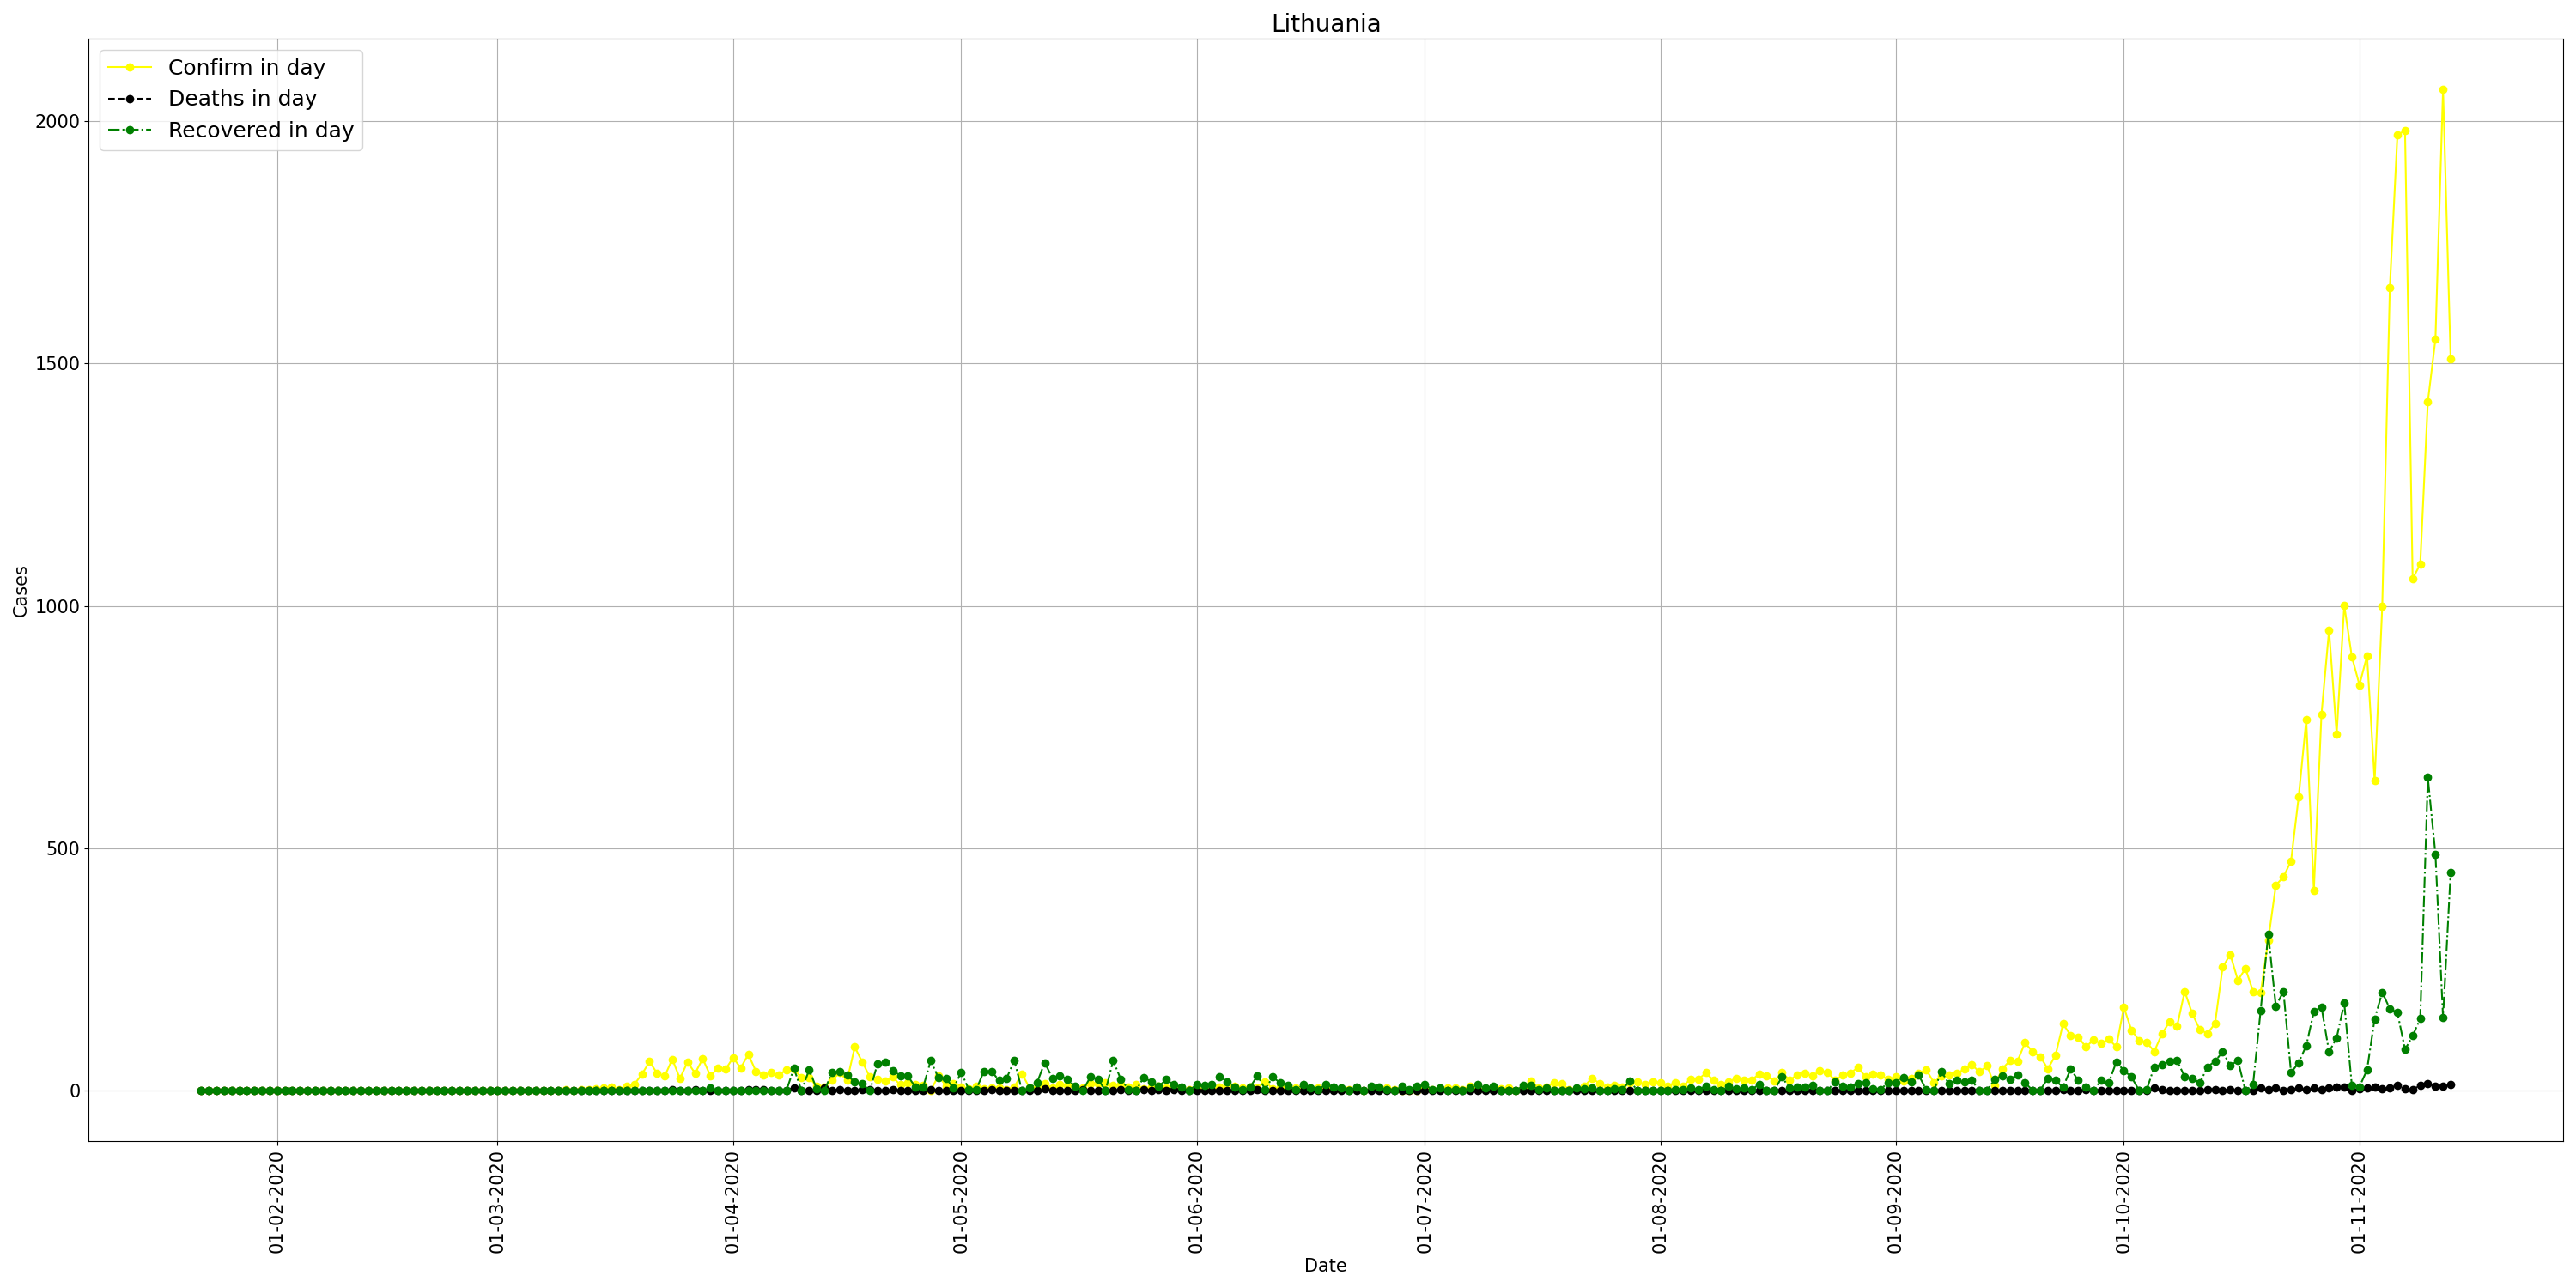 Lithuania
Confirm in day
Deaths in day
Recovered in day
Cases
2000
1500
1000
500
0
01-02-2020
01-03-2020
01-04-2020
01-05-2020
01-06-2020
01-07-2020
01-08-2020
01-09-2020
01-10-2020
01-11-2020
Date